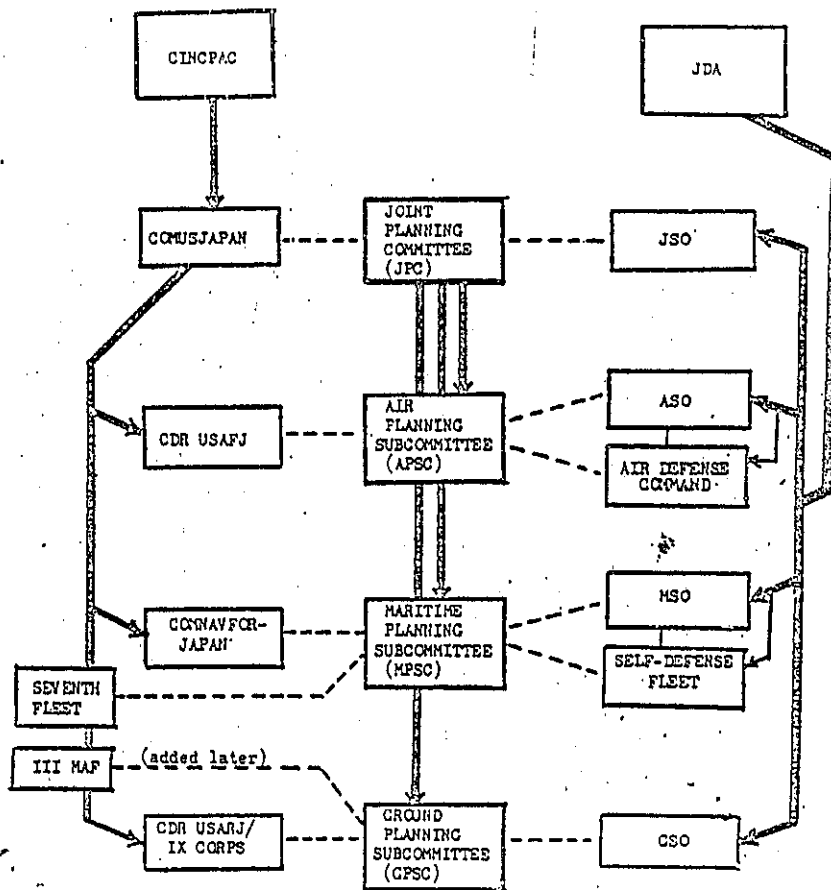 CINCPAC
JDA
COMUSJAPAN
JOINT
PLANNING
COMMITTEE
(JPC)
JSO
CDR USAFJ
AIR
PLANNING
SUBCOMMITTEE
(APSC)
ASO
AIR DEFENSE
COMMAND
COMNAVFOR-
JAPAN
MARITIME
PLANNING
SUBCOMMITTEE
(MPSC)
MSO
SELF-DEFENSE
FLEET
SEVENTH
FLEET
III MAF
(added later)
CDR USARJ/
IX CORPS
GROUND
PLANNING
SUBCOMMITTEE
(GPSC)
GSO